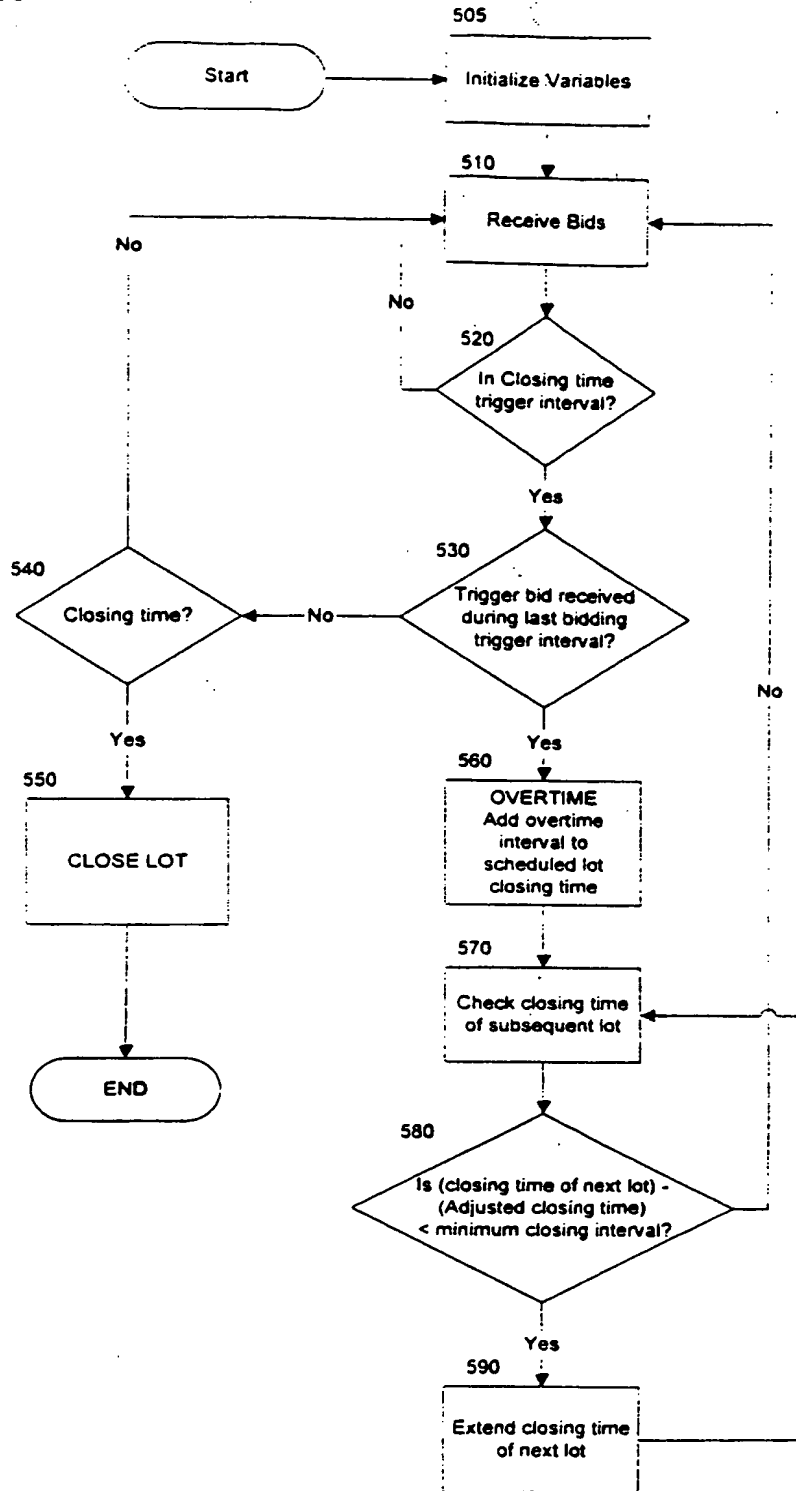 505
Start
Initialize Variables
510
Receive Bids
No
No
520
In Closing time
trigger interval?
Yes
530
Trigger bid received
during last bidding
trigger interval?
540
Closing time?
No
No
Yes
Yes
550
CLOSE LOT
560
OVERTIME
Add overtime
interval to
scheduled lot
closing time
570
Check closing time
of subsequent lot
END
580
Is (closing time of next lot) -
(Adjusted closing time)
< minimum closing interval?
Yes
590
Extend closing time
of next lot